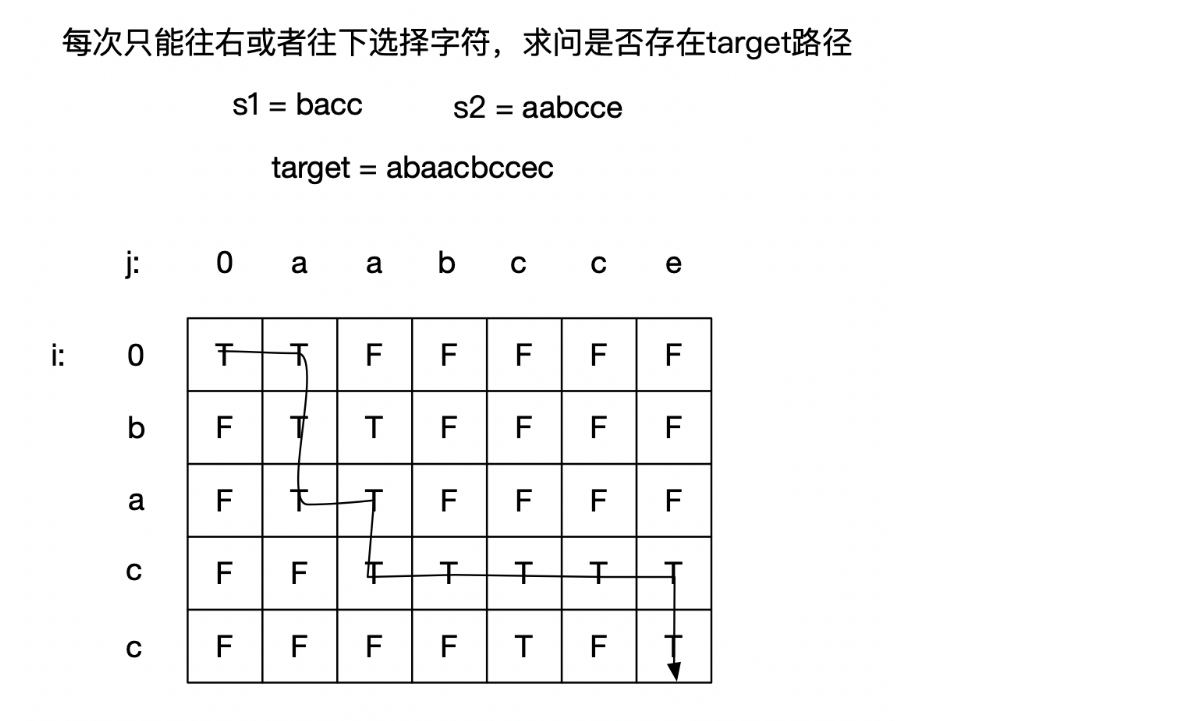 每次只能往右或者往下选择字符，求问是否存在target路径
s1 = bacc s2 = aabcce
target = abaacbccec
j: 0 a a b c c e
i: 0 T T F F F F F
b F T T F F F F
a F T T F F F F
c F F T T T T T
c F F F F T F T